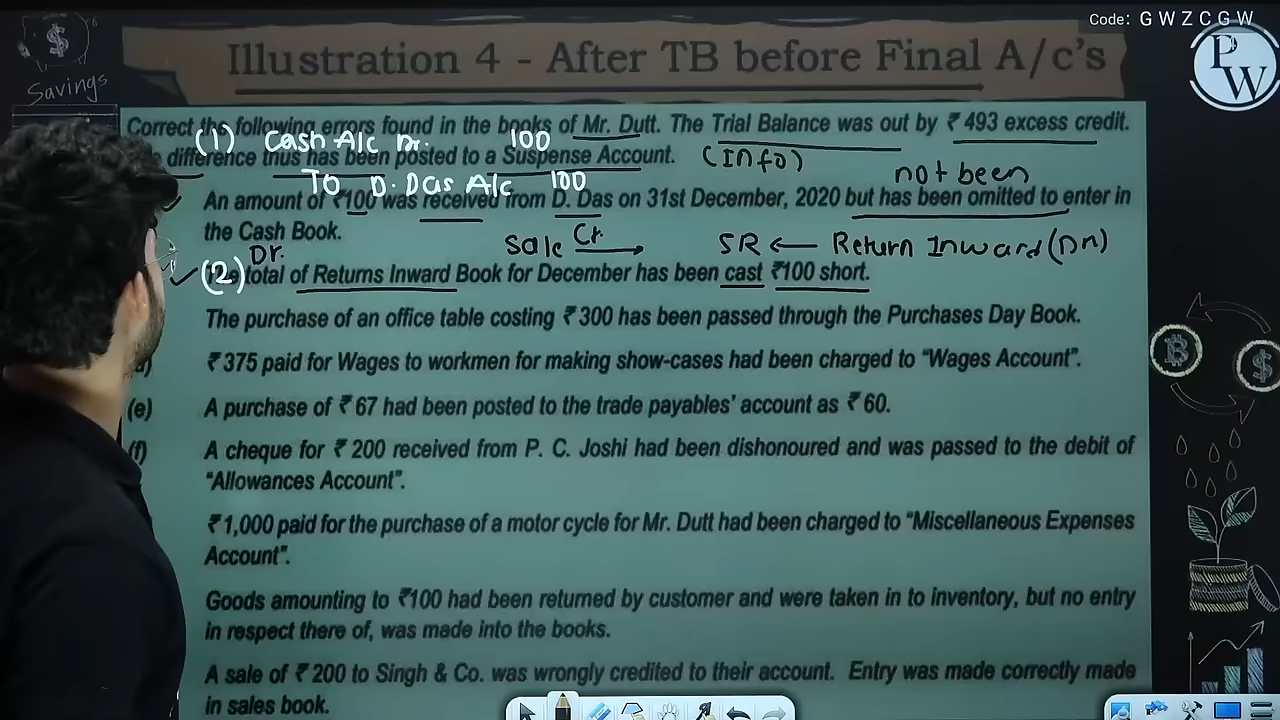 Code: G W Z C G W
Savings
Illustration 4 - After TB before Final A/c's
PW
Correct the following errors found in the books of Mr. Dutt. The Trial Balance was out by ₹ 493 excess credit.
(1) Cash A/c Dr. 100
difference thus has been posted to a Suspense Account. (Info)
To D. Das A/c 100
not been
An amount of ₹100 was received from D. Das on 31st December, 2020 but has been omitted to enter in
the Cash Book.
Sale Cr. SR Return Inward (Dn)
Dr.
(2) total of Returns Inward Book for December has been cast ₹100 short.
The purchase of an office table costing ₹ 300 has been passed through the Purchases Day Book.
₹ 375 paid for Wages to workmen for making show-cases had been charged to “Wages Account”.
(e) A purchase of ₹ 67 had been posted to the trade payables’ account as ₹ 60.
(f) A cheque for ₹ 200 received from P. C. Joshi had been dishonoured and was passed to the debit of
“Allowances Account”.
₹ 1,000 paid for the purchase of a motor cycle for Mr. Dutt had been charged to “Miscellaneous Expenses
Account”.
Goods amounting to ₹100 had been returned by customer and were taken in to inventory, but no entry
in respect there of, was made into the books.
A sale of ₹ 200 to Singh & Co. was wrongly credited to their account. Entry was made correctly made
in sales book.